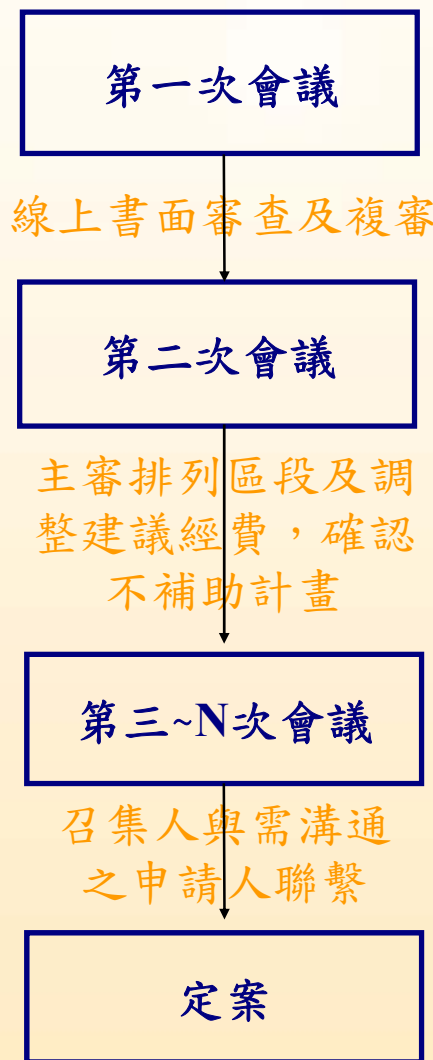 第一次會議
線上書面審查及複審
第二次會議
主審排列區段及調
整建議經費，確認
不補助計畫
第三~N次會議
召集人與需溝通
之申請人聯繫
定案